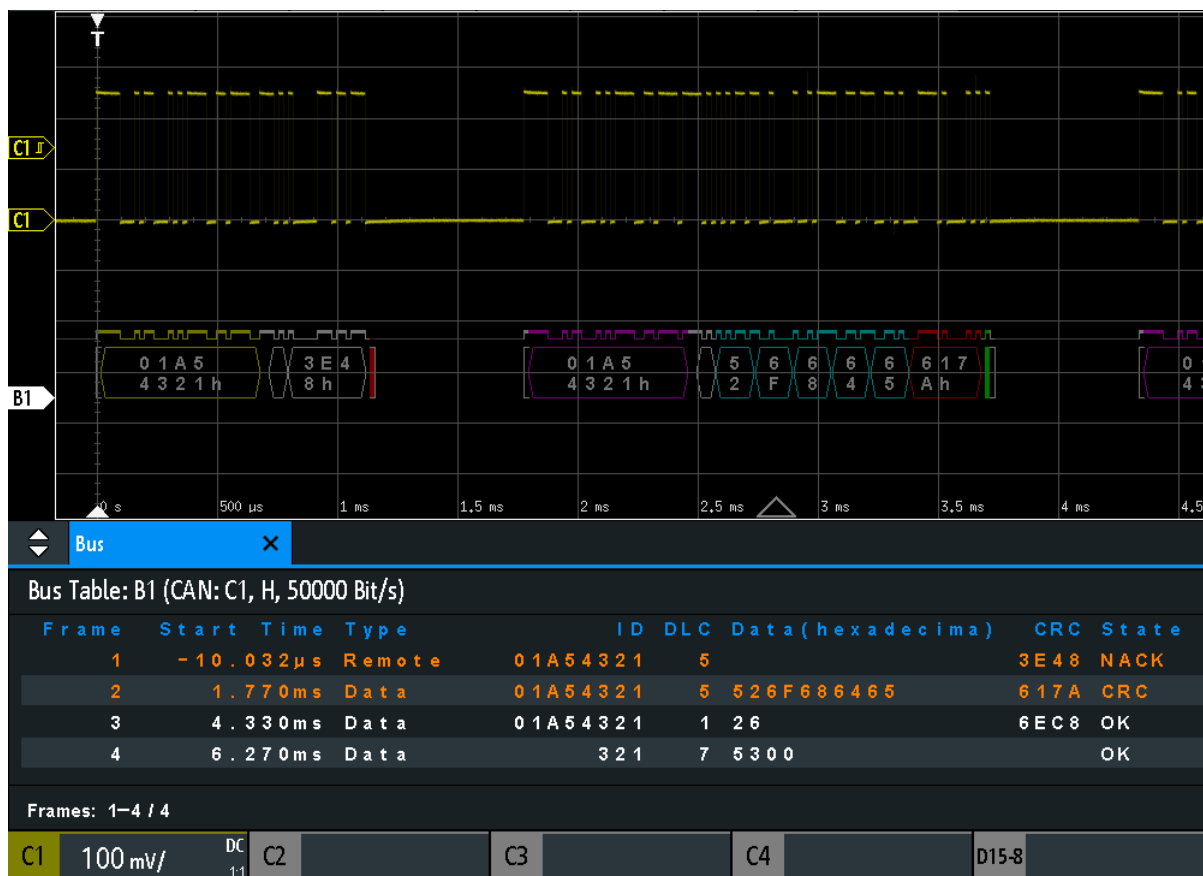 T
C1
C1
01A5 3E4 01A5 5 6 6 6 6 617 0
4321h 8h 4321h 2 F 8 4 5 Ah 43
B1
0 s 500 µs 1 ms 1.5 ms 2 ms 2.5 ms 3 ms 3.5 ms 4 ms 4.5
Bus
Bus Table: B1 (CAN: C1, H, 50000 Bit/s)
Frame Start Time Type ID DLC Data(hexadecima) CRC State
1 -10.032µs Remote 01A54321 5 3E48 NACK
2 1.770ms Data 01A54321 5 526F686465 617A CRC
3 4.330ms Data 01A54321 1 26 6EC8 OK
4 6.270ms Data 321 7 5300 OK
Frames: 1-4 / 4
C1 100 mV/ DC 1:1 C2 C3 C4 D15-8